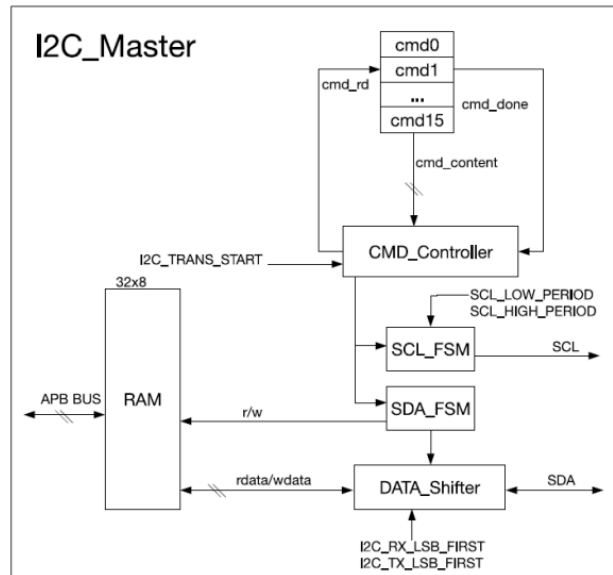 I2C_Master
cmd0
cmd1
...
cmd15
cmd_rd
cmd_done
cmd_content
CMD_Controller
I2C_TRANS_START
32x8
SCL_LOW_PERIOD
SCL_HIGH_PERIOD
SCL_FSM
SCL
APB BUS
RAM
r/w
SDA_FSM
rdata/wdata
DATA_Shifter
SDA
I2C_RX_LSB_FIRST
I2C_TX_LSB_FIRST